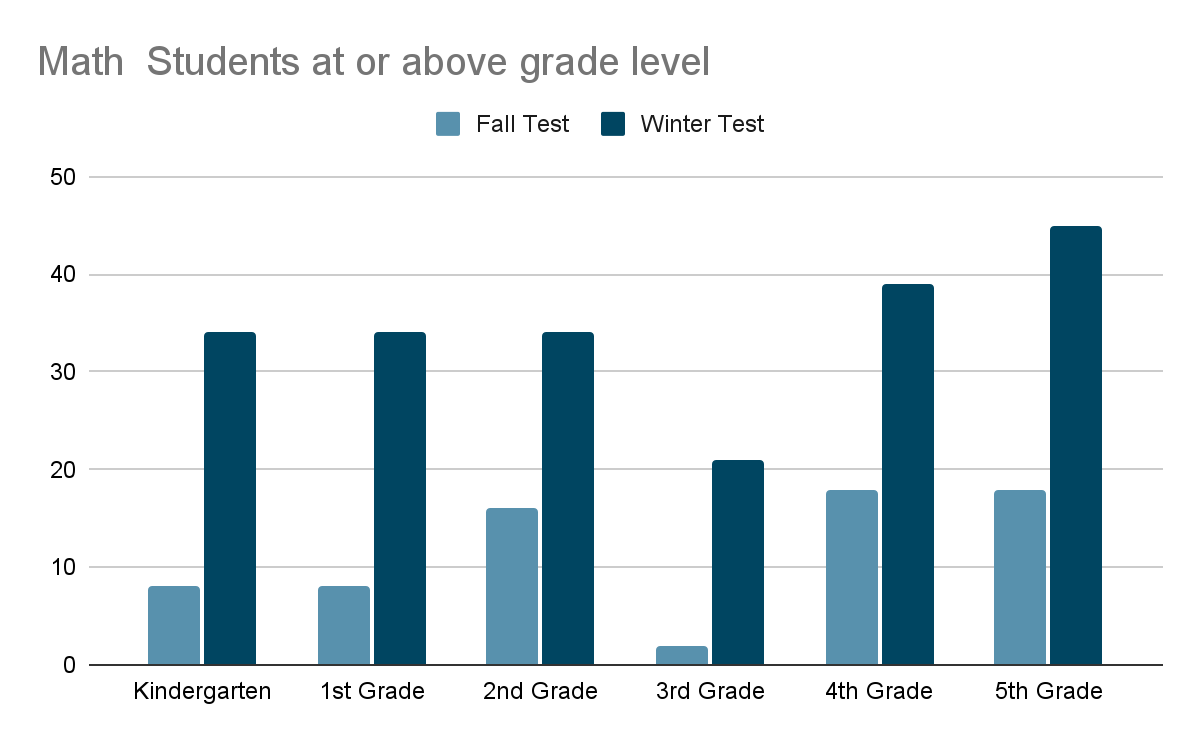 Math  Students at or above grade level
Fall Test Winter Test
50
40
30
20
10
0
Kindergarten 1st Grade 2nd Grade 3rd Grade 4th Grade 5th Grade